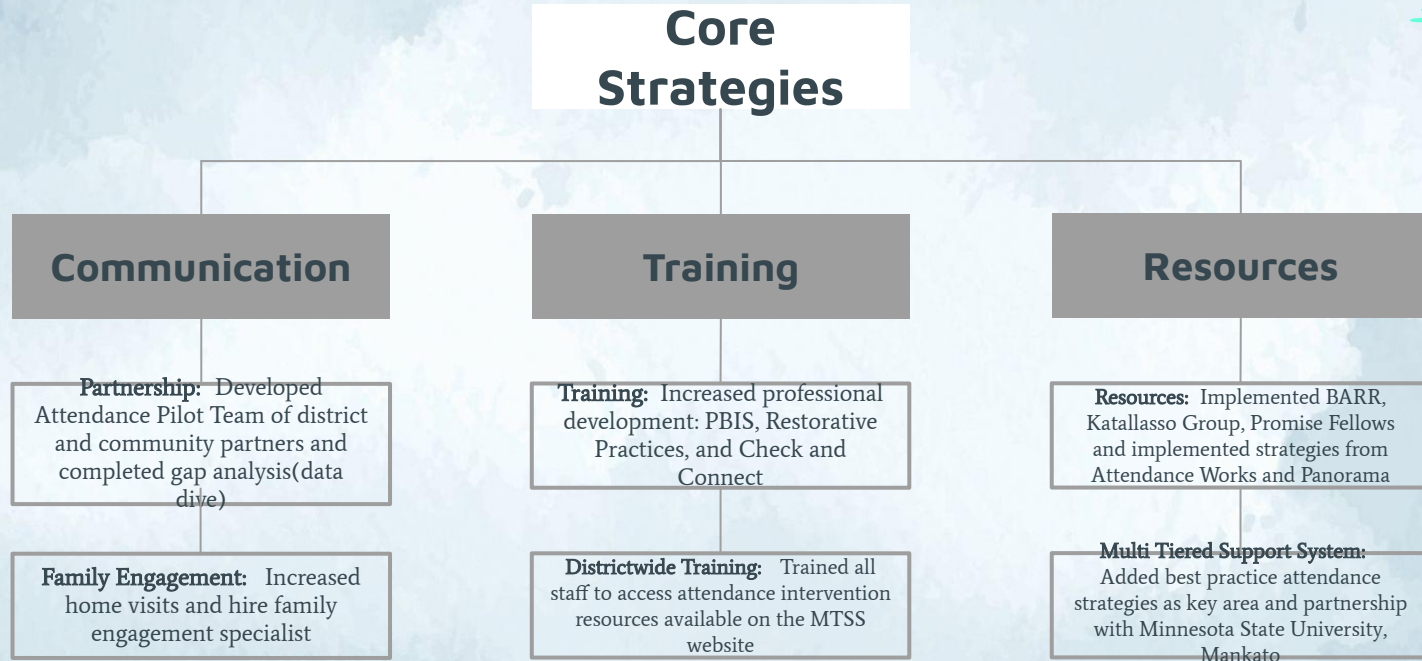 Core
Strategies
Communication
Training
Resources
Partnership: Developed
Attendance Pilot Team of district
and community partners and
completed gap analysis(data
dive)
Training: Increased professional
development: PBIS, Restorative
Practices, and Check and
Connect
Resources: Implemented BARR,
Katallasso Group, Promise Fellows
and implemented strategies from
Attendance Works and Panorama
Family Engagement: Increased
home visits and hire family
engagement specialist
Districtwide Training: Trained all
staff to access attendance intervention
resources available on the MTSS
website
Multi Tiered Support System:
Added best practice attendance
strategies as key area and partnership
with Minnesota State University,
Mankato